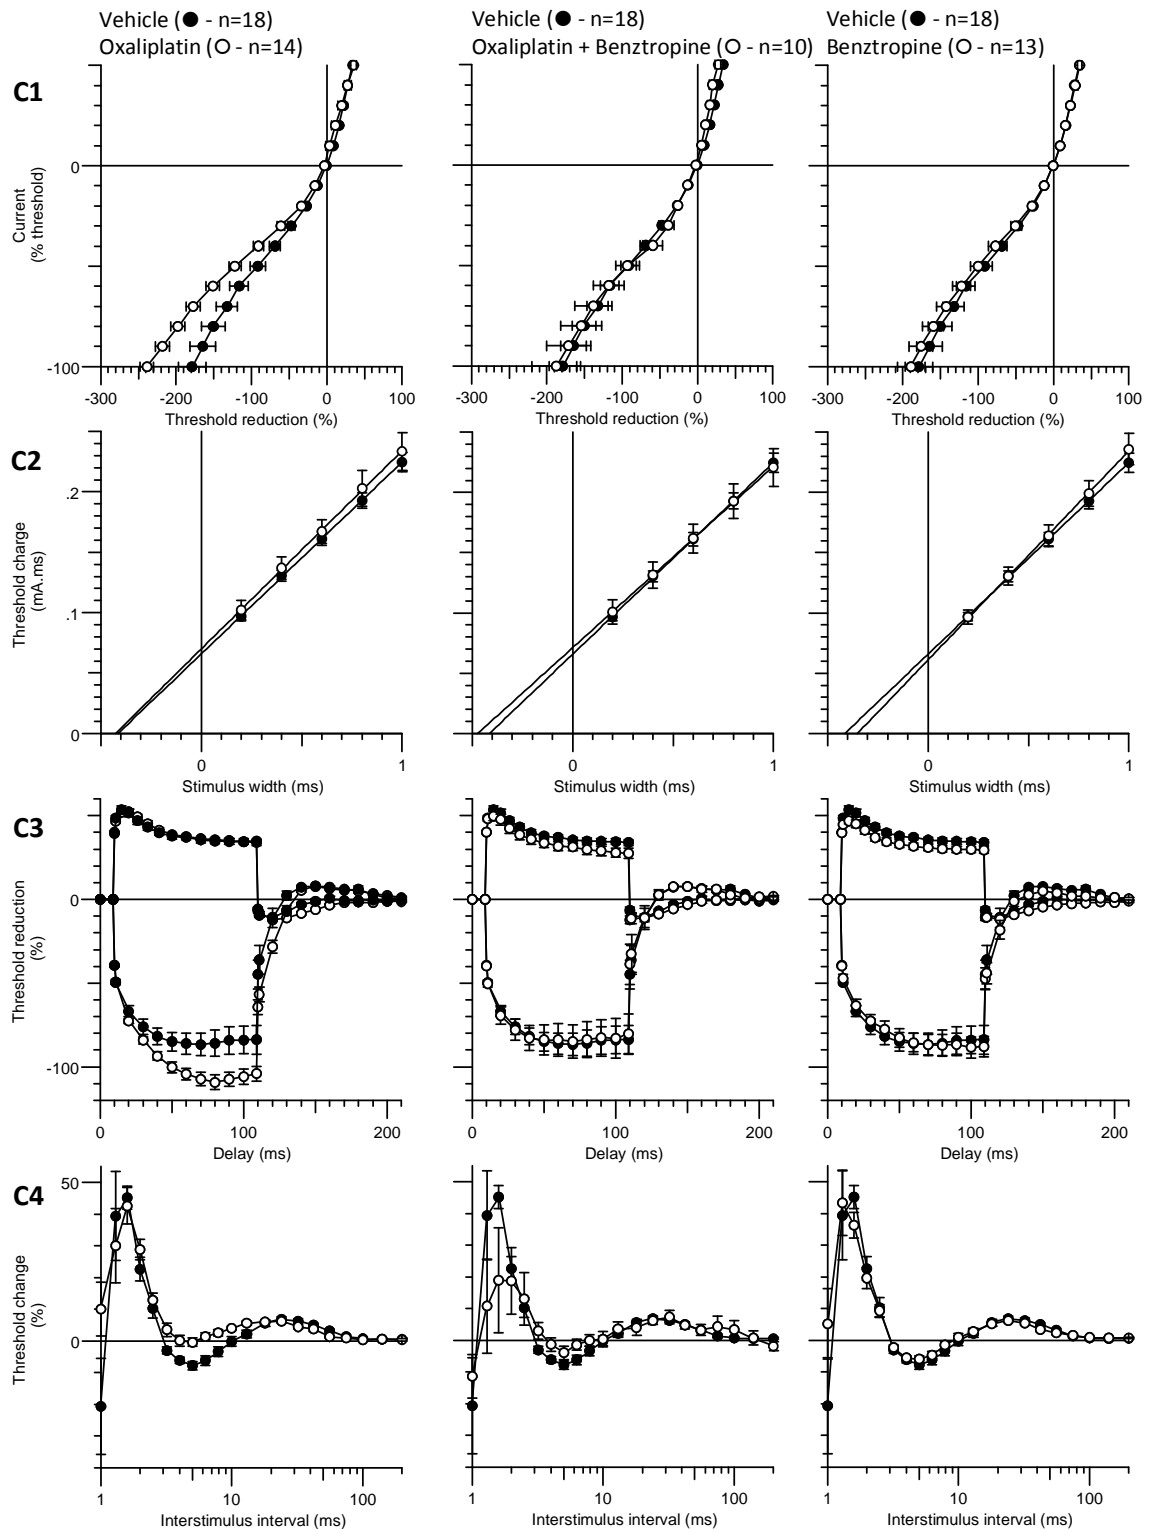 Vehicle (● - n=18)
Oxaliplatin (○ - n=14)
Vehicle (● - n=18)
Oxaliplatin + Benztropine (○ - n=10)
Vehicle (● - n=18)
Benztropine (○ - n=13)
C1
Current
(% threshold)
0
-100
-300 -200 -100 0 100
Threshold reduction (%)
-300 -200 -100 0 100
Threshold reduction (%)
-300 -200 -100 0 100
Threshold reduction (%)
C2
Threshold charge
(mA.ms)
.2
.1
0
0 1
Stimulus width (ms)
0 1
Stimulus width (ms)
0 1
Stimulus width (ms)
C3
Threshold reduction
(%)
0
-100
0 100 200
Delay (ms)
0 100 200
Delay (ms)
0 100 200
Delay (ms)
C4
Threshold change
(%)
50
0
1 10 100
Interstimulus interval (ms)
1 10 100
Interstimulus interval (ms)
1 10 100
Interstimulus interval (ms)